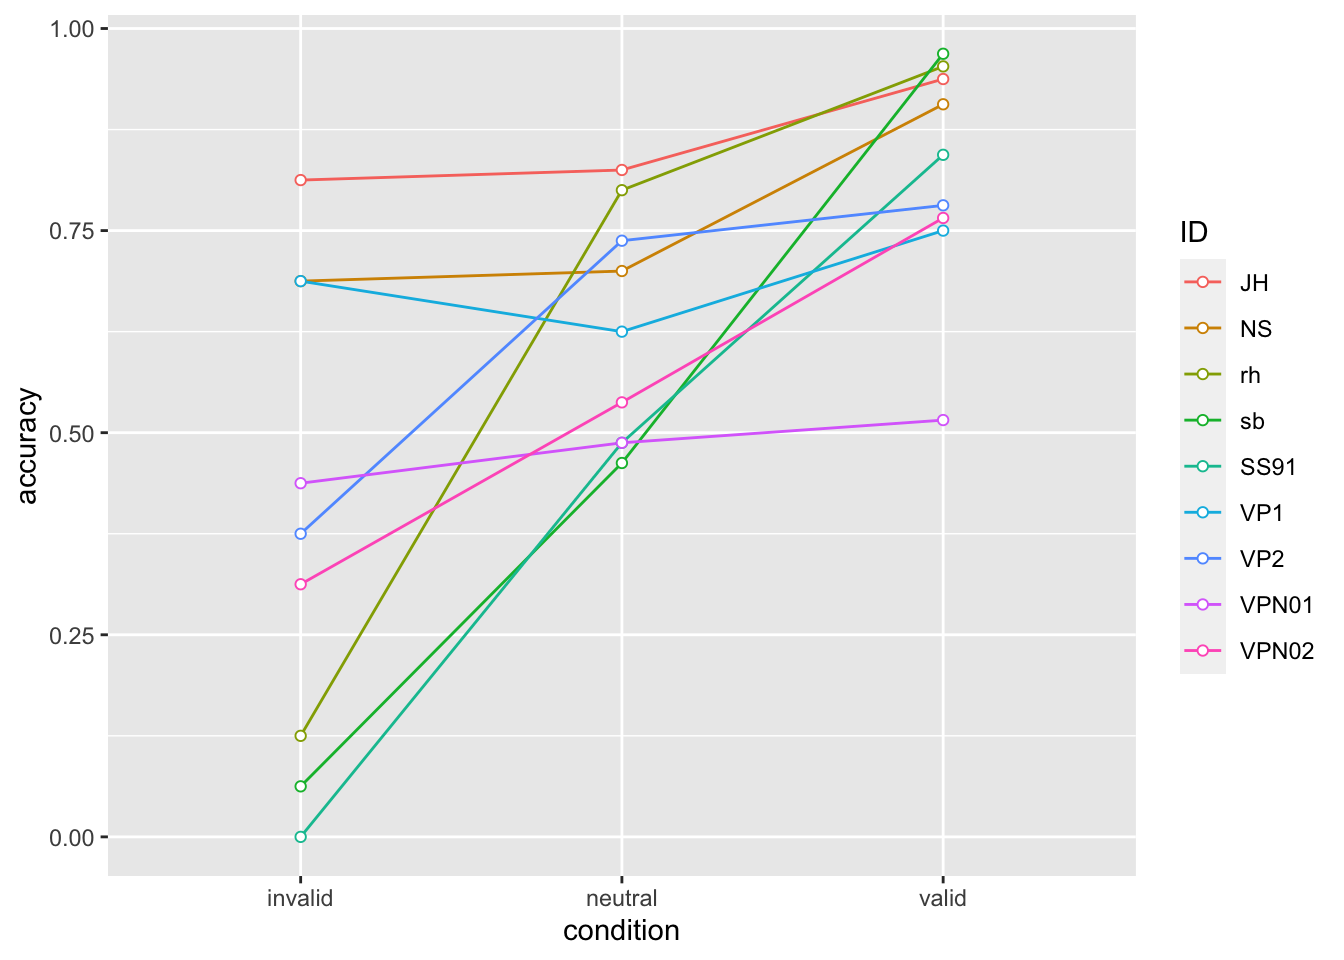 1.00
0.75
0.50
0.25
0.00
accuracy
invalid
neutral
valid
condition
ID
JH
NS
rh
sb
SS91
VP1
VP2
VPN01
VPN02